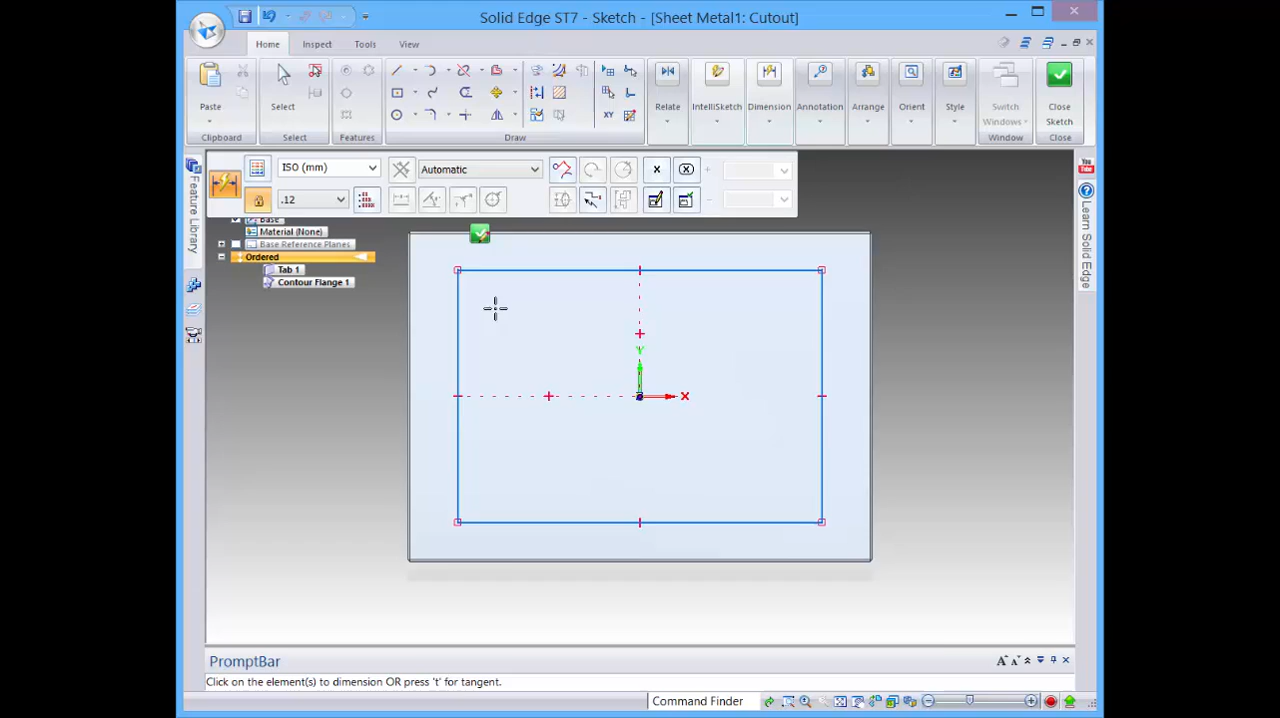 Solid Edge ST7 - Sketch - [Sheet Metal1: Cutout]
Home Inspect Tools View
Paste Select Relate IntelliSketch Dimension Annotation Arrange Orient Style Switch Windows Close Sketch
Clipboard Select Features Draw Window Close
ISO (mm) Automatic
.12
Feature Library
Base
Material (None)
Base Reference Planes
Ordered
Tab 1
Contour Flange 1
Y
X
You Tube
Learn Solid Edge
PromptBar
Click on the element(s) to dimension OR press 't' for tangent.
Command Finder